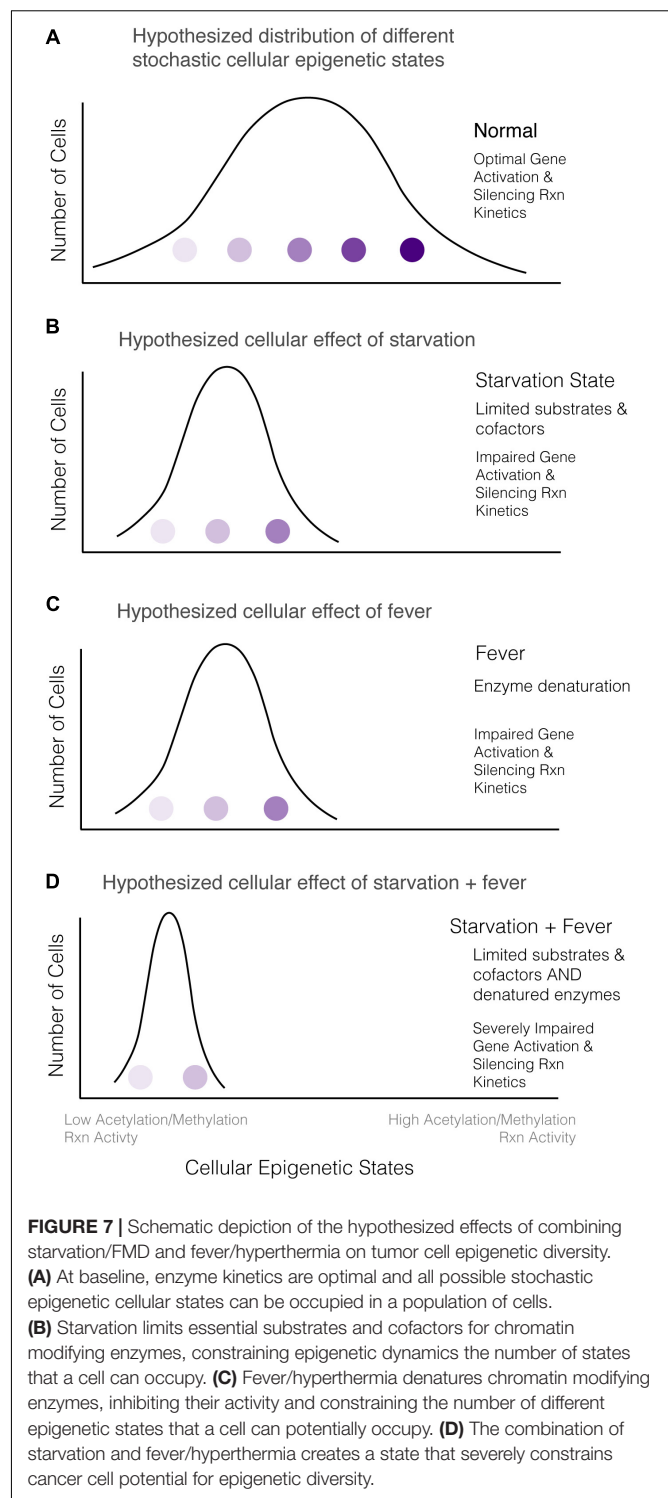 A
Hypothesized distribution of different
stochastic cellular epigenetic states
Number of Cells
Normal
Optimal Gene
Activation &
Silencing Rxn
Kinetics
B
Hypothesized cellular effect of starvation
Number of Cells
Starvation State
Limited substrates &
cofactors
Impaired Gene
Activation &
Silencing Rxn
Kinetics
C
Hypothesized cellular effect of fever
Number of Cells
Fever
Enzyme denaturation
Impaired Gene
Activation &
Silencing Rxn
Kinetics
D
Hypothesized cellular effect of starvation + fever
Number of Cells
Starvation + Fever
Limited substrates &
cofactors AND
denatured enzymes
Severely Impaired
Gene Activation &
Silencing Rxn
Kinetics
Low Acetylation/Methylation
Rxn Activty
High Acetylation/Methylation
Rxn Activity
Cellular Epigenetic States
FIGURE 7 | Schematic depiction of the hypothesized effects of combining
starvation/FMD and fever/hyperthermia on tumor cell epigenetic diversity.
(A) At baseline, enzyme kinetics are optimal and all possible stochastic
epigenetic cellular states can be occupied in a population of cells.
(B) Starvation limits essential substrates and cofactors for chromatin
modifying enzymes, constraining epigenetic dynamics the number of states
that a cell can occupy. (C) Fever/hyperthermia denatures chromatin modifying
enzymes, inhibiting their activity and constraining the number of different
epigenetic states that a cell can potentially occupy. (D) The combination of
starvation and fever/hyperthermia creates a state that severely constrains
cancer cell potential for epigenetic diversity.